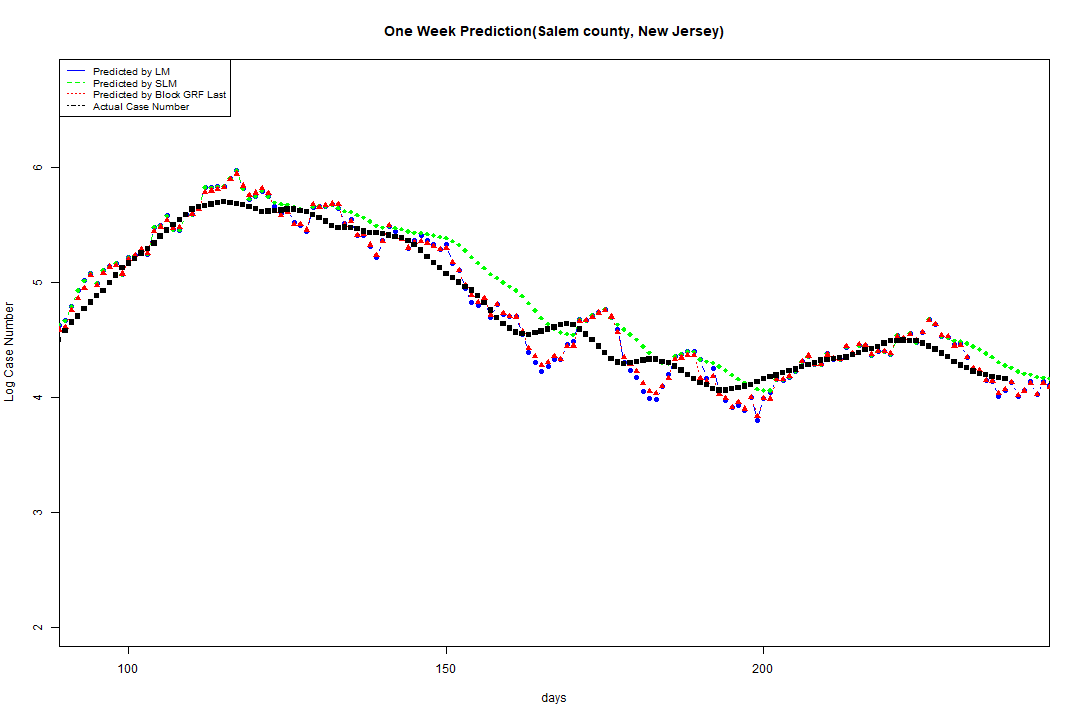 One Week Prediction(Salem county, New Jersey)
Predicted by LM
Predicted by SLM
Predicted by Block GRF Last
Actual Case Number
6
5
4
3
2
Log Case Number
100 150 200
days